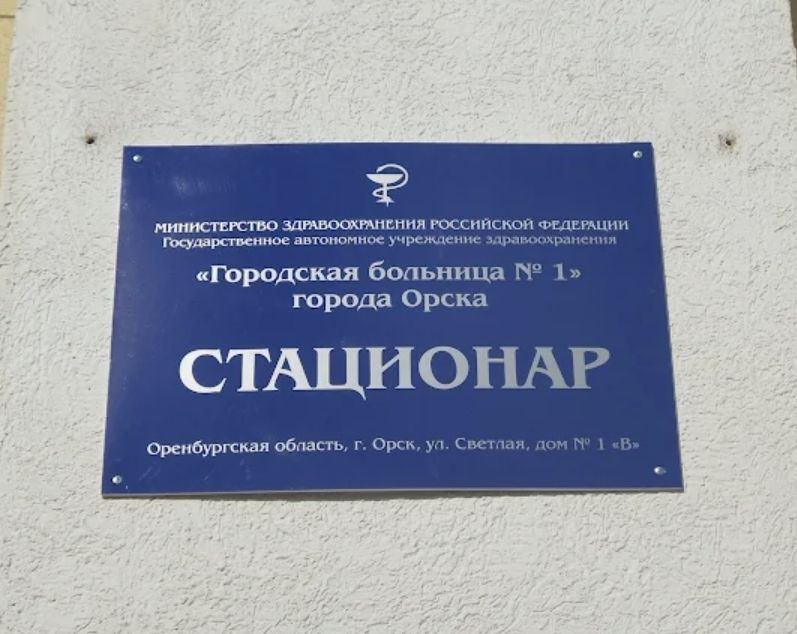 МИНИСТЕРСТВО ЗДРАВООХРАНЕНИЯ РОССИЙСКОЙ ФЕДЕРАЦИИ
Государственное автономное учреждение здравоохранения
«Городская больница № 1»
города Орска
СТАЦИОНАР
Оренбургская область, г. Орск, ул. Светлая, дом № 1 «В»